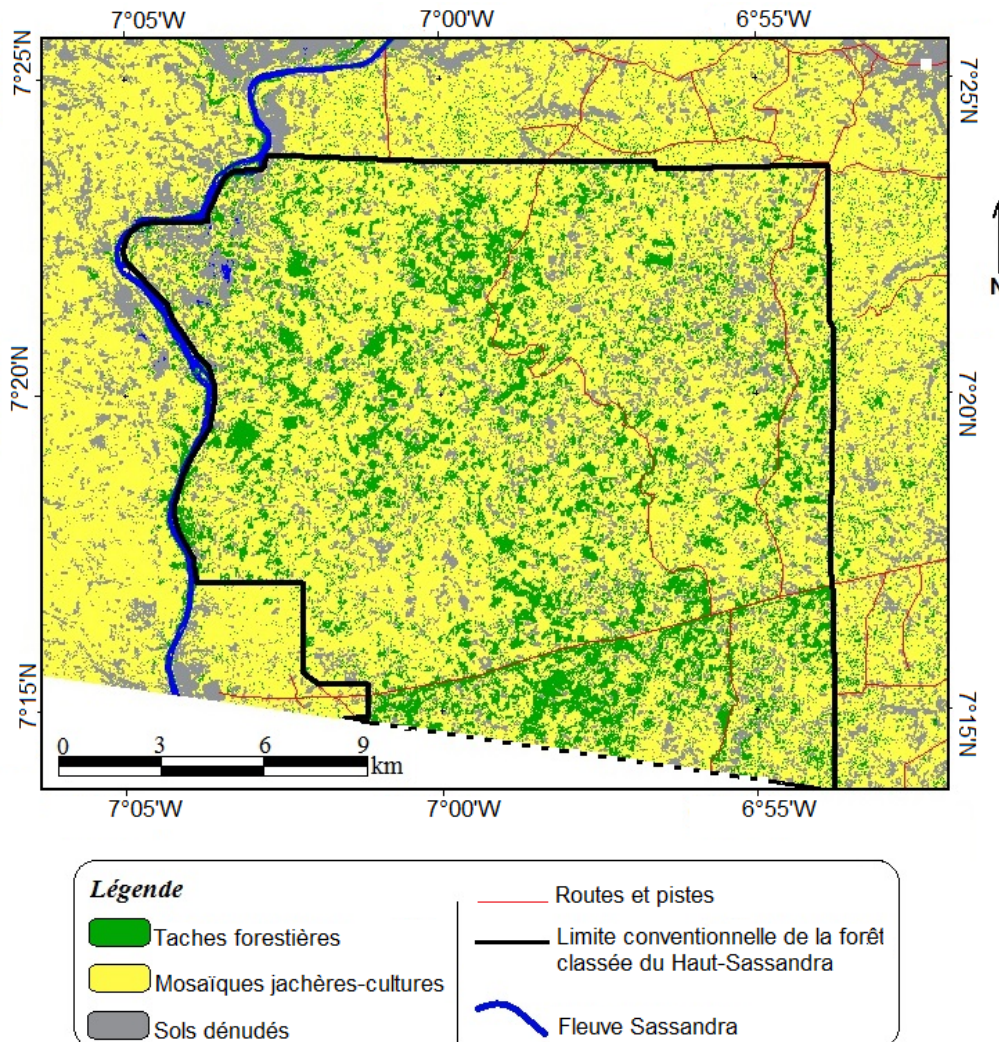 7°05'W 7°00'W 6°55'W
7°25'N
7°25'N
N
7°20'N
7°20'N
7°15'N
7°15'N
0 3 6 9
km
7°05'W 7°00'W 6°55'W
Légende
Taches forestières
Mosaïques jachères-cultures
Sols dénudés
Routes et pistes
Limite conventionnelle de la forêt
classée du Haut-Sassandra
Fleuve Sassandra